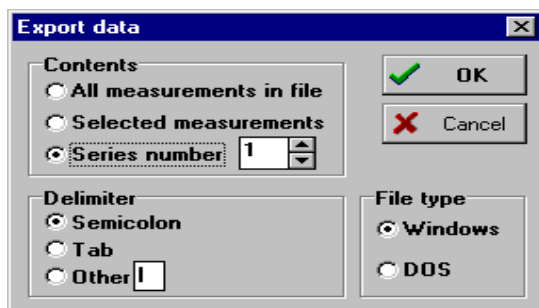 Export data
Contents
All measurements in file
Selected measurements
Series number 1
OK
Cancel
Delimiter
Semicolon
Tab
Other
File type
Windows
DOS